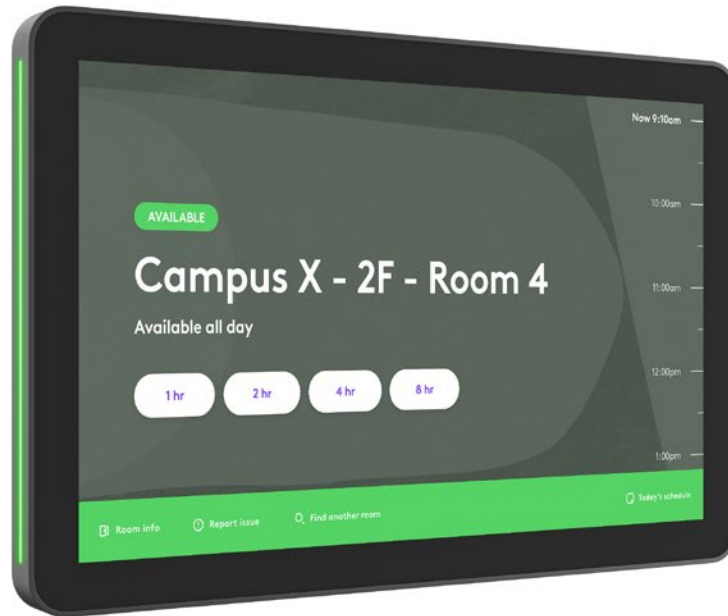 AVAILABLE
Campus X - 2F - Room 4
Available all day
1 hr 2 hr 4 hr 8 hr
Now 9:10am
10:00am
11:00am
12:00pm
1:00pm
Room info Report issue Find another room Today's schedule